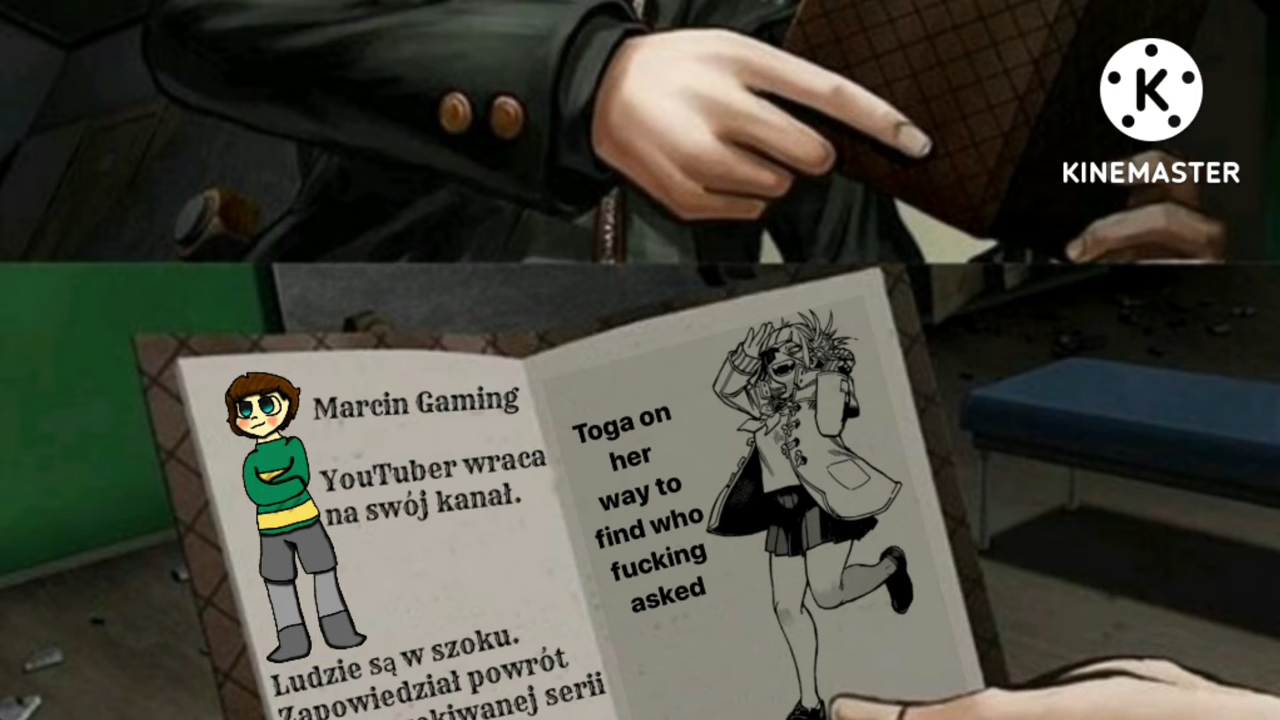 KINEMASTER
Marcin Gaming
YouTuber wraca
na swój kanał.
Ludzie są w szoku.
Zapowiedział powrót
serii
Toga on
her
way to
find who
fucking
asked